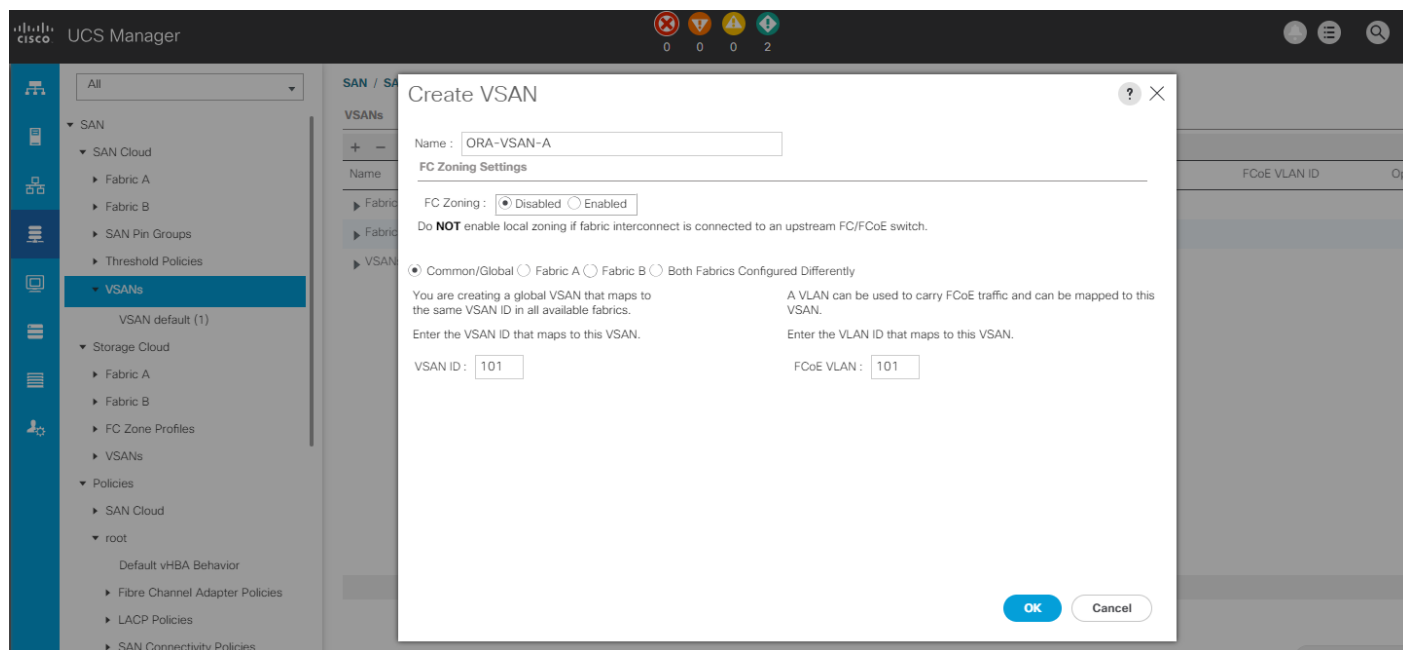 cisco UCS Manager
0 0 0 2
All
SAN
SAN Cloud
Fabric A
Fabric B
SAN Pin Groups
Threshold Policies
VSANs
VSAN default (1)
Storage Cloud
Fabric A
Fabric B
FC Zone Profiles
VSANs
Policies
SAN Cloud
root
Default vHBA Behavior
Fibre Channel Adapter Policies
LACP Policies
SAN Connectivity Policies
SAN / SA
VSANs
+ −
Name
FCoE VLAN ID
Op
Fabric
Fabric
VSAN
Create VSAN
?
Name : ORA-VSAN-A
FC Zoning Settings
FC Zoning : Disabled Enabled
Do NOT enable local zoning if fabric interconnect is connected to an upstream FC/FCoE switch.
Common/Global Fabric A Fabric B Both Fabrics Configured Differently
You are creating a global VSAN that maps to
the same VSAN ID in all available fabrics.
Enter the VSAN ID that maps to this VSAN.
VSAN ID : 101
A VLAN can be used to carry FCoE traffic and can be mapped to this
VSAN.
Enter the VLAN ID that maps to this VSAN.
FCoE VLAN : 101
OK
Cancel